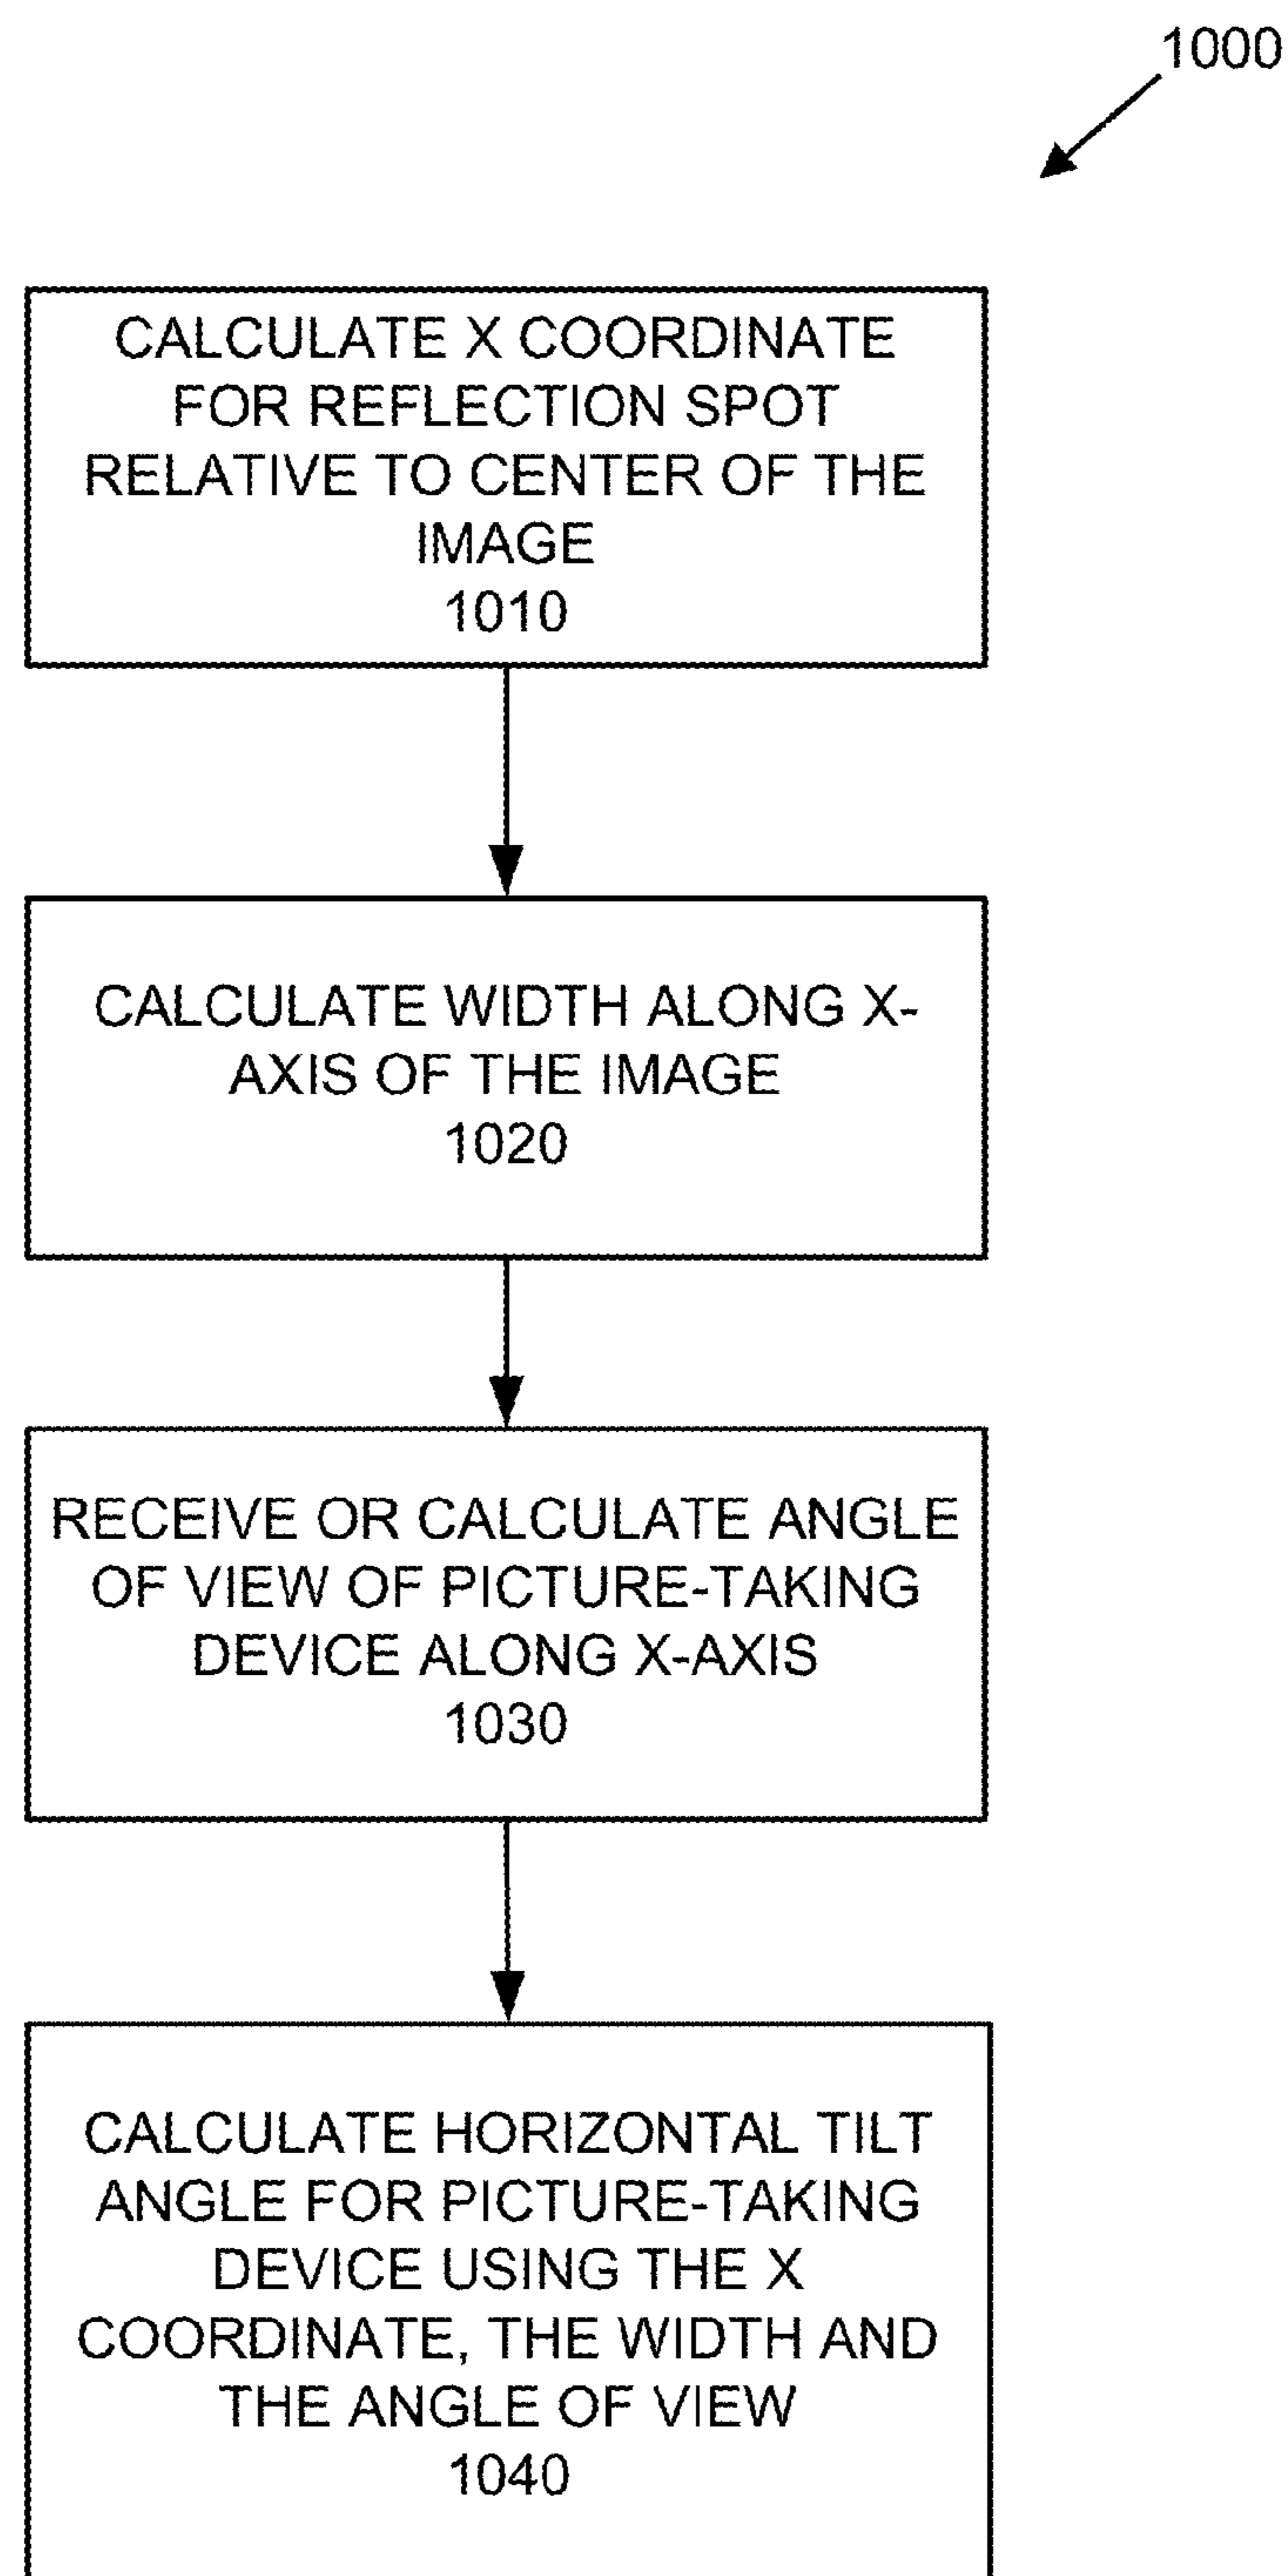 1000
CALCULATE X COORDINATE
FOR REFLECTION SPOT
RELATIVE TO CENTER OF THE
IMAGE
1010
CALCULATE WIDTH ALONG X-
AXIS OF THE IMAGE
1020
RECEIVE OR CALCULATE ANGLE
OF VIEW OF PICTURE-TAKING
DEVICE ALONG X-AXIS
1030
CALCULATE HORIZONTAL TILT
ANGLE FOR PICTURE-TAKING
DEVICE USING THE X
COORDINATE, THE WIDTH AND
THE ANGLE OF VIEW
1040